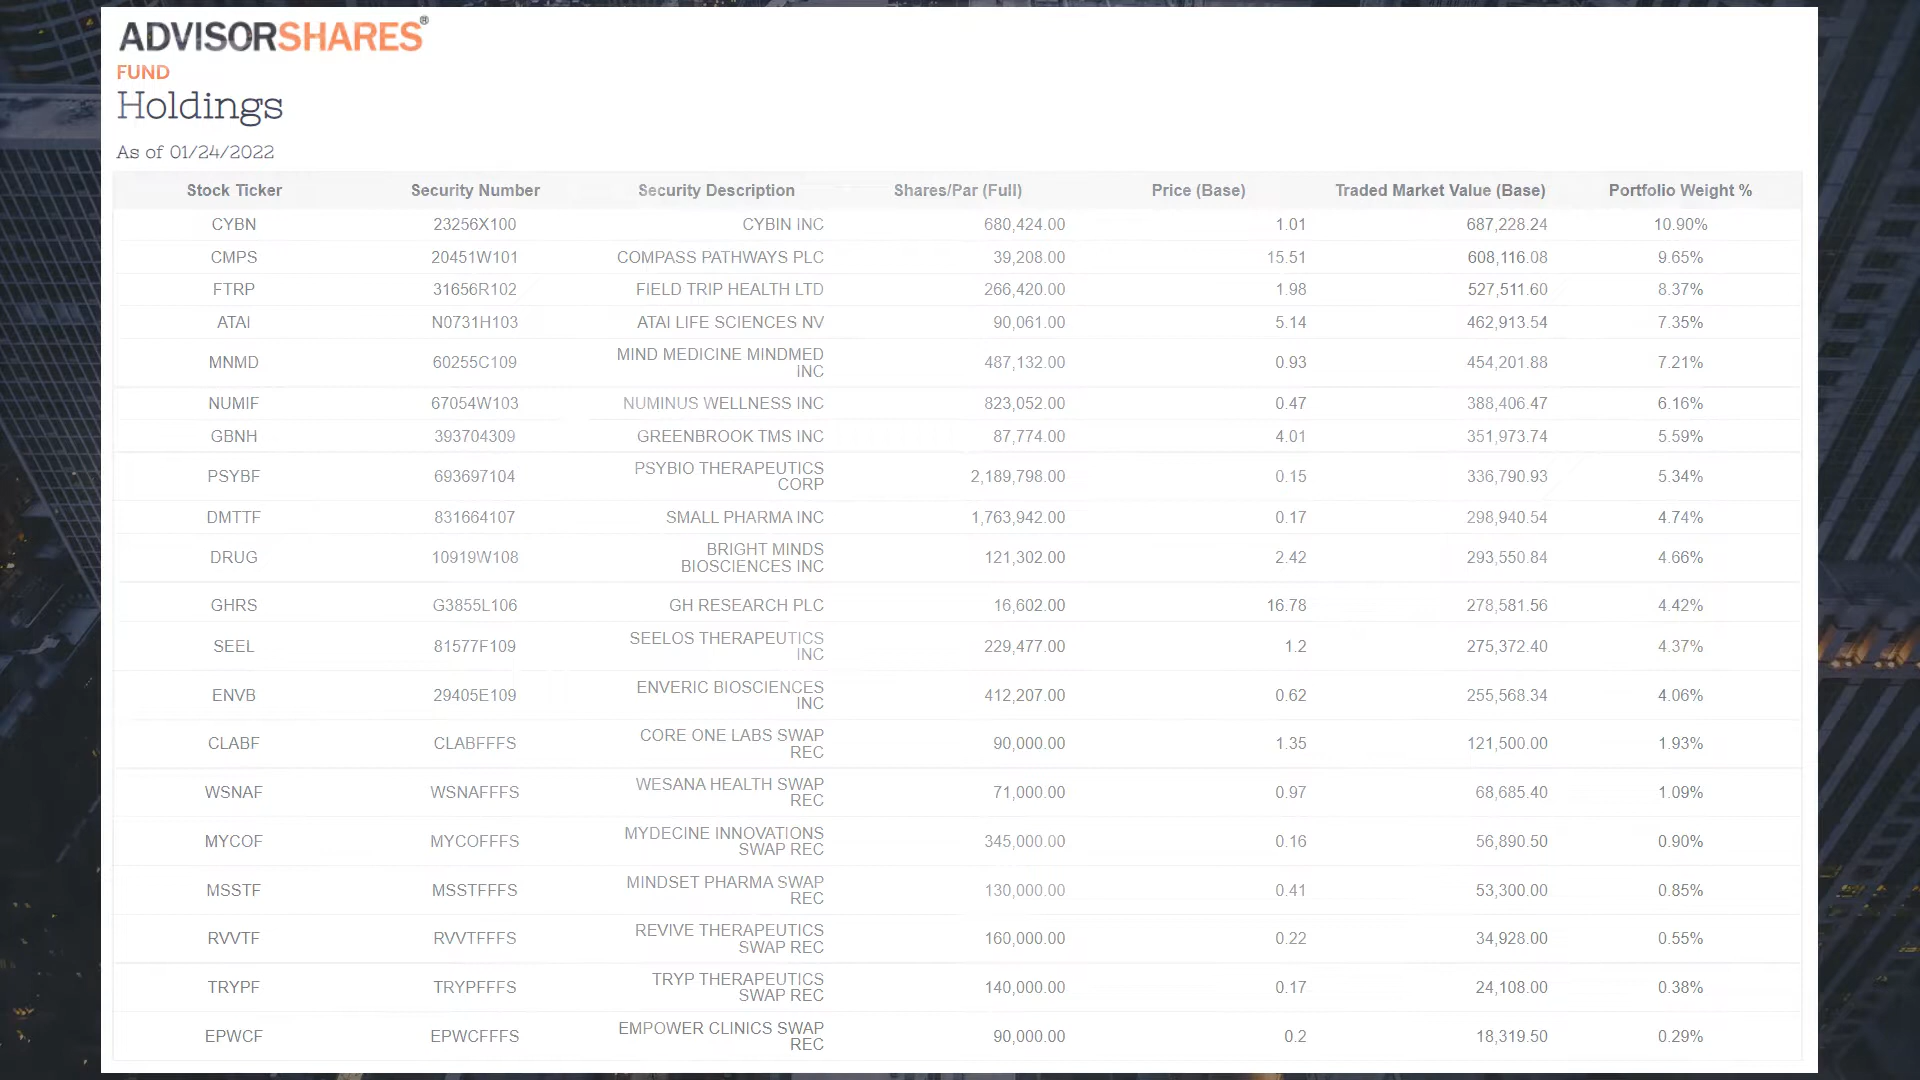 ADVISORSHARES®
FUND
Holdings
As of 01/24/2022
Stock Ticker Security Number Security Description Shares/Par (Full) Price (Base) Traded Market Value (Base) Portfolio Weight %
CYBN 23256X100 CYBIN INC 680,424.00 1.01 687,228.24 10.90%
CMPS 20451W101 COMPASS PATHWAYS PLC 39,208.00 15.51 608,116.08 9.65%
FTRP 31656R102 FIELD TRIP HEALTH LTD 266,420.00 1.98 527,511.60 8.37%
ATAI N0731H103 ATAI LIFE SCIENCES NV 90,061.00 5.14 462,913.54 7.35%
MNMD 60255C109 MIND MEDICINE MINDMED INC 487,132.00 0.93 454,201.88 7.21%
NUMIF 67054W103 NUMINUS WELLNESS INC 823,052.00 0.47 388,406.47 6.16%
GBNH 393704309 GREENBROOK TMS INC 87,774.00 4.01 351,973.74 5.59%
PSYBF 693697104 PSYBIO THERAPEUTICS CORP 2,189,798.00 0.15 336,790.93 5.34%
DMTTF 831664107 SMALL PHARMA INC 1,763,942.00 0.17 298,940.54 4.74%
DRUG 10919W108 BRIGHT MINDS BIOSCIENCES INC 121,302.00 2.42 293,550.84 4.66%
GHRS G3855L106 GH RESEARCH PLC 16,602.00 16.78 278,581.56 4.42%
SEEL 81577F109 SEELOS THERAPEUTICS INC 229,477.00 1.2 275,372.40 4.37%
ENVB 29405E109 ENVERIC BIOSCIENCES INC 412,207.00 0.62 255,568.34 4.06%
CLABF CLABFFFS CORE ONE LABS SWAP REC 90,000.00 1.35 121,500.00 1.93%
WSNAF WSNAFFFS WESANA HEALTH SWAP REC 71,000.00 0.97 68,685.40 1.09%
MYCOF MYCOFFFS MYDECINE INNOVATIONS SWAP REC 345,000.00 0.16 56,890.50 0.90%
MSSTF MSSTFFFS MINDSET PHARMA SWAP REC 130,000.00 0.41 53,300.00 0.85%
RVVTF RVVTFFFS REVIVE THERAPEUTICS SWAP REC 160,000.00 0.22 34,928.00 0.55%
TRYPF TRYPFFFS TRYP THERAPEUTICS SWAP REC 140,000.00 0.17 24,108.00 0.38%
EPWCF EPWCFFFS EMPOWER CLINICS SWAP REC 90,000.00 0.2 18,319.50 0.29%